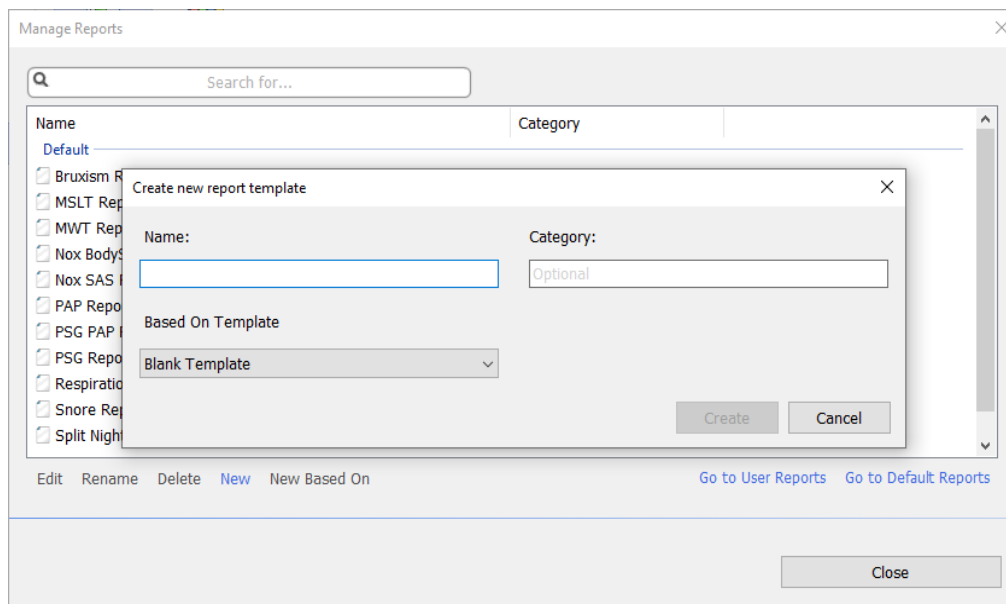 Manage Reports
Search for...
Name Category
Default
Bruxism R
Create new report template
MSLT Rep
MWT Rep
Name: Category:
Nox BodyS
Nox SAS
Optional
PAP Repo
PSG PAP
Based On Template
PSG Repo
Blank Template
Respiratio
Snore Rep
Create Cancel
Split Night
Edit Rename Delete New New Based On Go to User Reports Go to Default Reports
Close